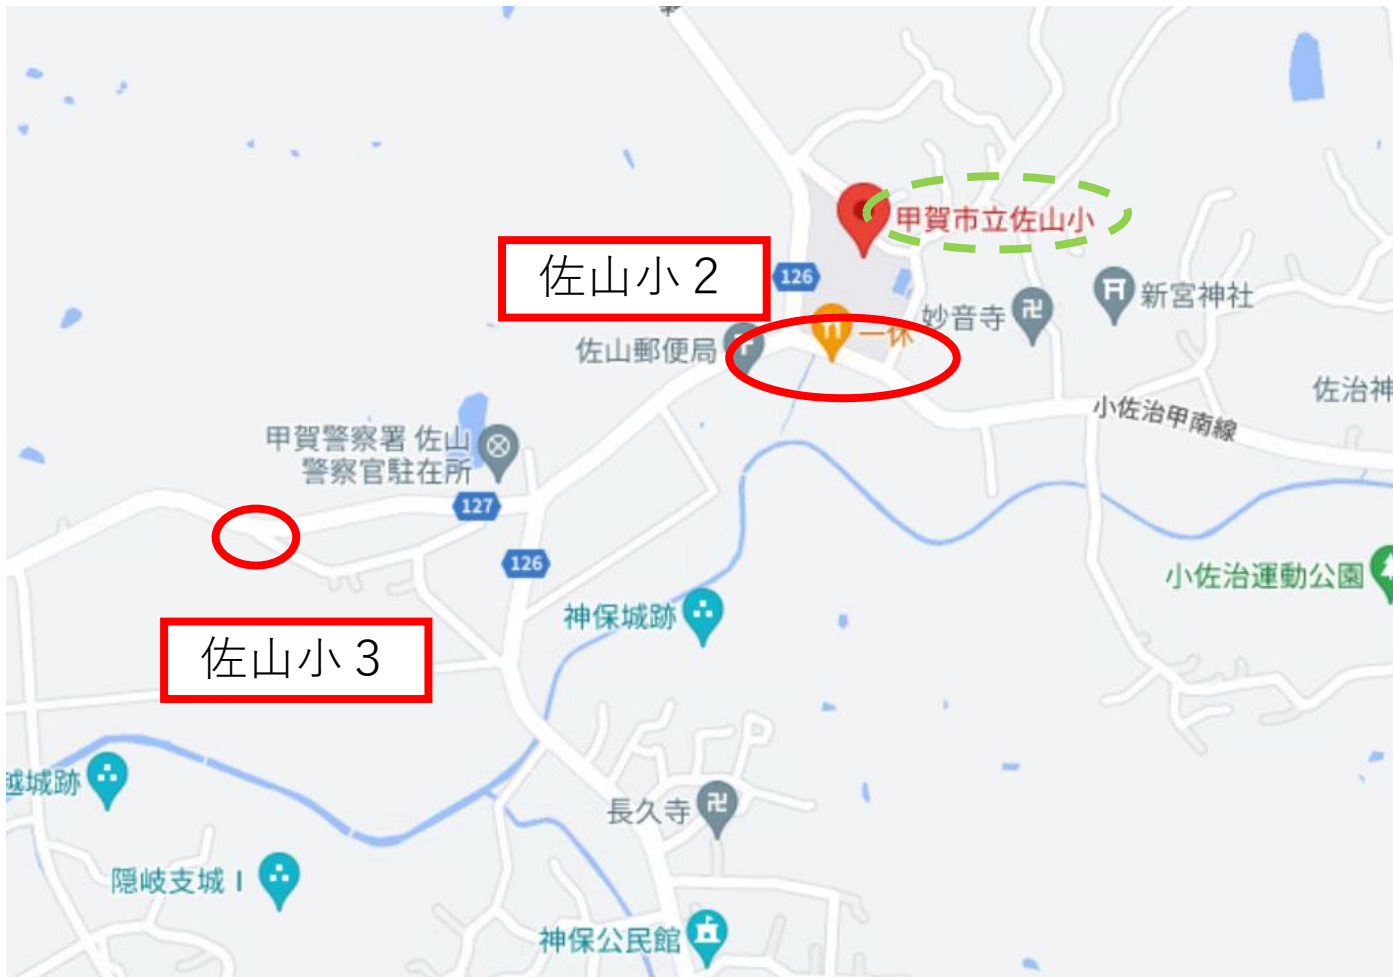 甲賀市立佐山小
佐山小２
126
新宮神社
妙音寺
一休
佐山郵便局
佐治神
小佐治甲南線
甲賀警察署 佐山
警察官駐在所
127
126
小佐治運動公園
神保城跡
佐山小３
越城跡
長久寺
隠岐支城 I
神保公民館